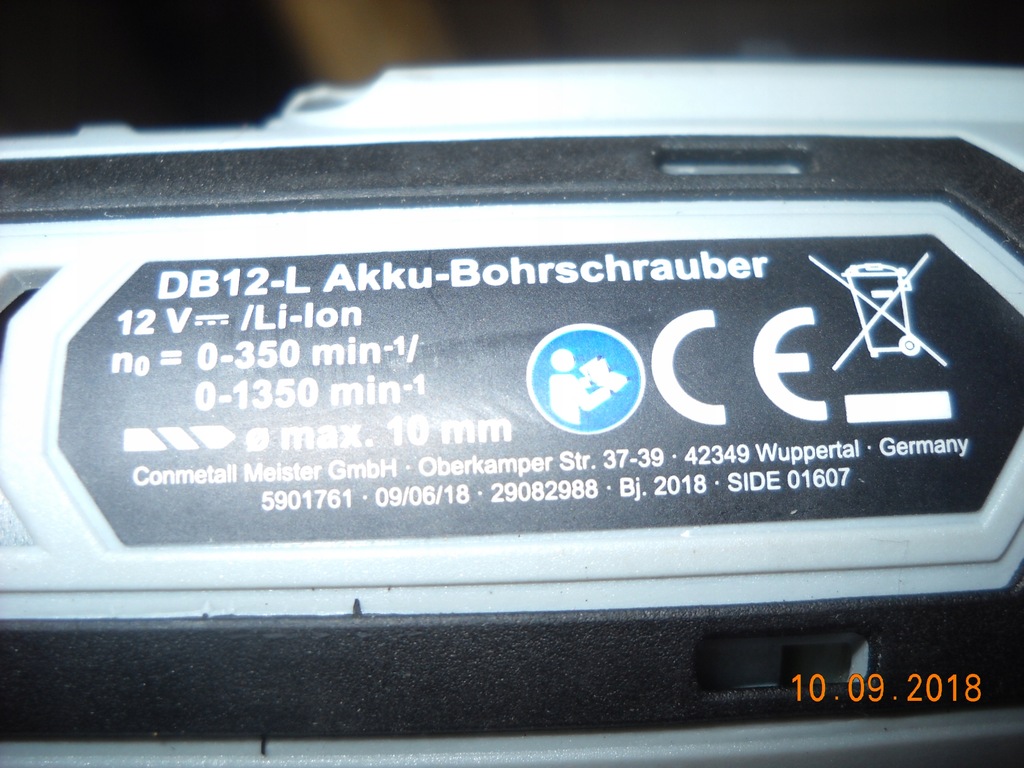 DB12-L Akku-Bohrschrauber
12 V⎓ /Li-Ion
n₀ = 0-350 min⁻¹/
0-1350 min⁻¹
ø max. 10 mm
CE
Conmetall Meister GmbH · Oberkamper Str. 37-39 · 42349 Wuppertal · Germany
5901761 · 09/06/18 · 29082988 · Bj. 2018 · SIDE 01607
10.09.2018